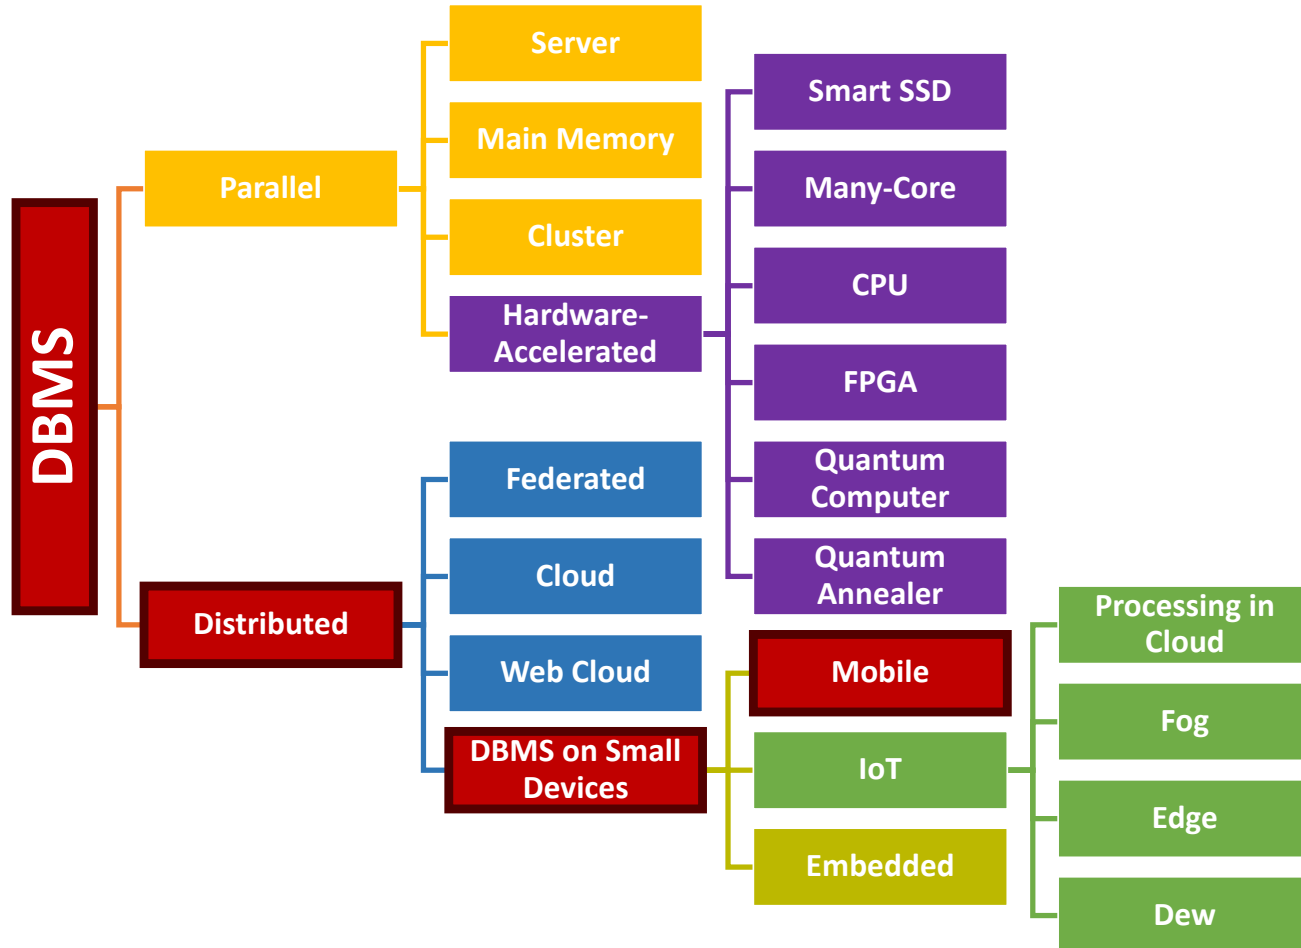 DBMS
Parallel
Server
Main Memory
Cluster
Hardware-
Accelerated
Smart SSD
Many-Core
CPU
FPGA
Quantum
Computer
Quantum
Annealer
Distributed
Federated
Cloud
Web Cloud
DBMS on Small
Devices
Mobile
IoT
Embedded
Processing in
Cloud
Fog
Edge
Dew